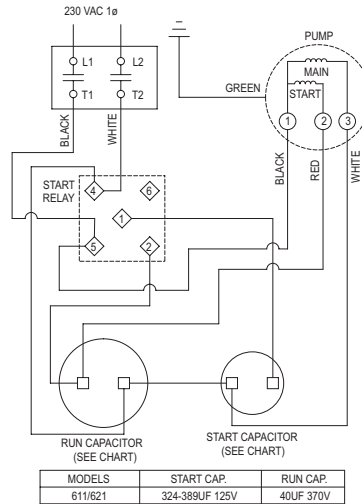 230 VAC 1ø
PUMP
L1
L2
MAIN
GREEN
START
T1
T2
1
2
3
BLACK
WHITE
BLACK
RED
WHITE
START
RELAY
4
6
1
5
2
RUN CAPACITOR
(SEE CHART)
START CAPACITOR
(SEE CHART)
MODELS START CAP. RUN CAP.
611/621 324-389UF 125V 40UF 370V